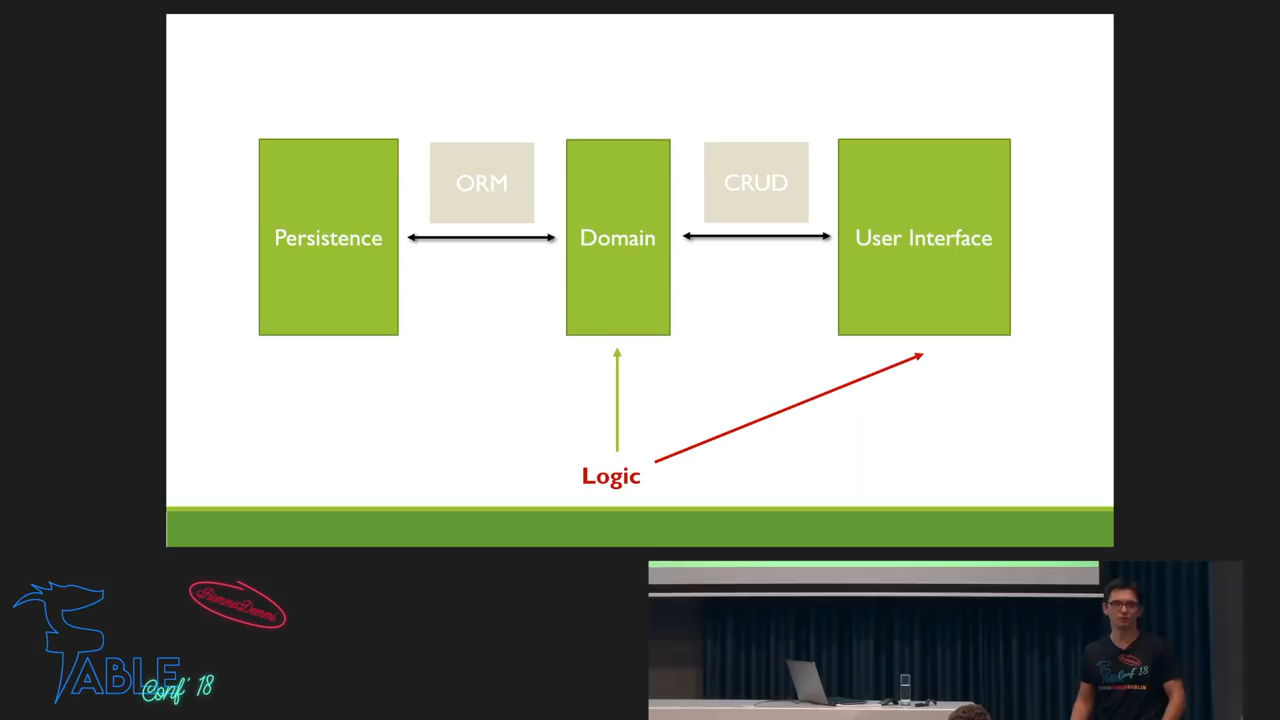 ORM
CRUD
Persistence
Domain
User Interface
Logic
ABLE
Conf' 18